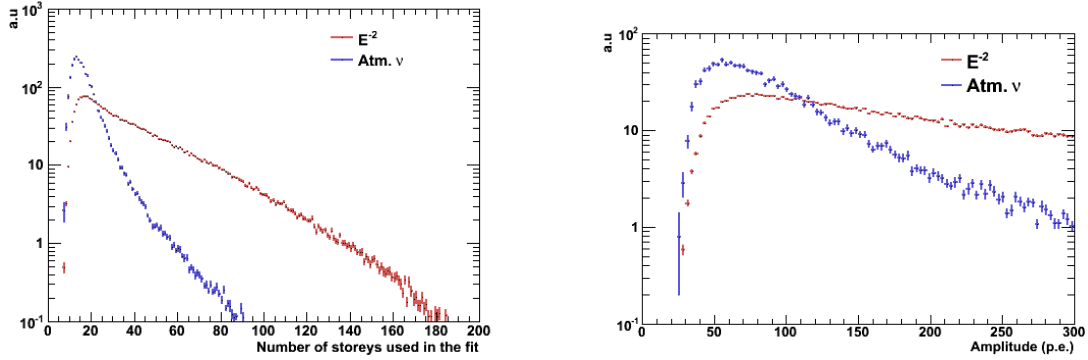 a.u
10³
10²
10
1
10⁻¹
0 20 40 60 80 100 120 140 160 180 200
Number of storeys used in the fit
E⁻²
Atm. ν
a.u
10²
10
1
10⁻¹
0 50 100 150 200 250 300
Amplitude (p.e.)
E⁻²
Atm. ν